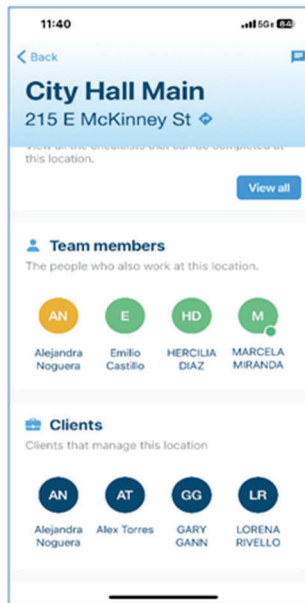 11:40
5G 84
Back
City Hall Main
215 E McKinney St
View all the checklists that can be completed at
this location.
View all
Team members
The people who also work at this location.
AN E HD M
Alejandra Noguera
Emilio Castillo
HERCILIA DIAZ
MARCELA MIRANDA
Clients
Clients that manage this location
AN AT GG LR
Alejandra Noguera
Alex Torres
GARY GANN
LORENA RIVELLO